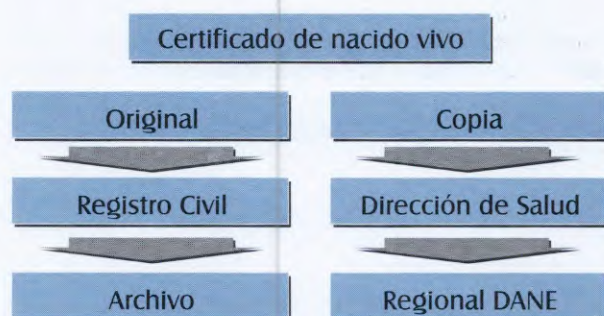 Certificado de nacido vivo
Original
Copia
Registro Civil
Dirección de Salud
Archivo
Regional DANE